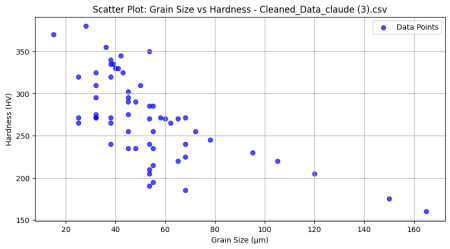 Scatter Plot: Grain Size vs Hardness - Cleaned_Data_claude (3).csv
Data Points
Hardness (HV)
350
300
250
200
150
20 40 60 80 100 120 140 160
Grain Size (μm)